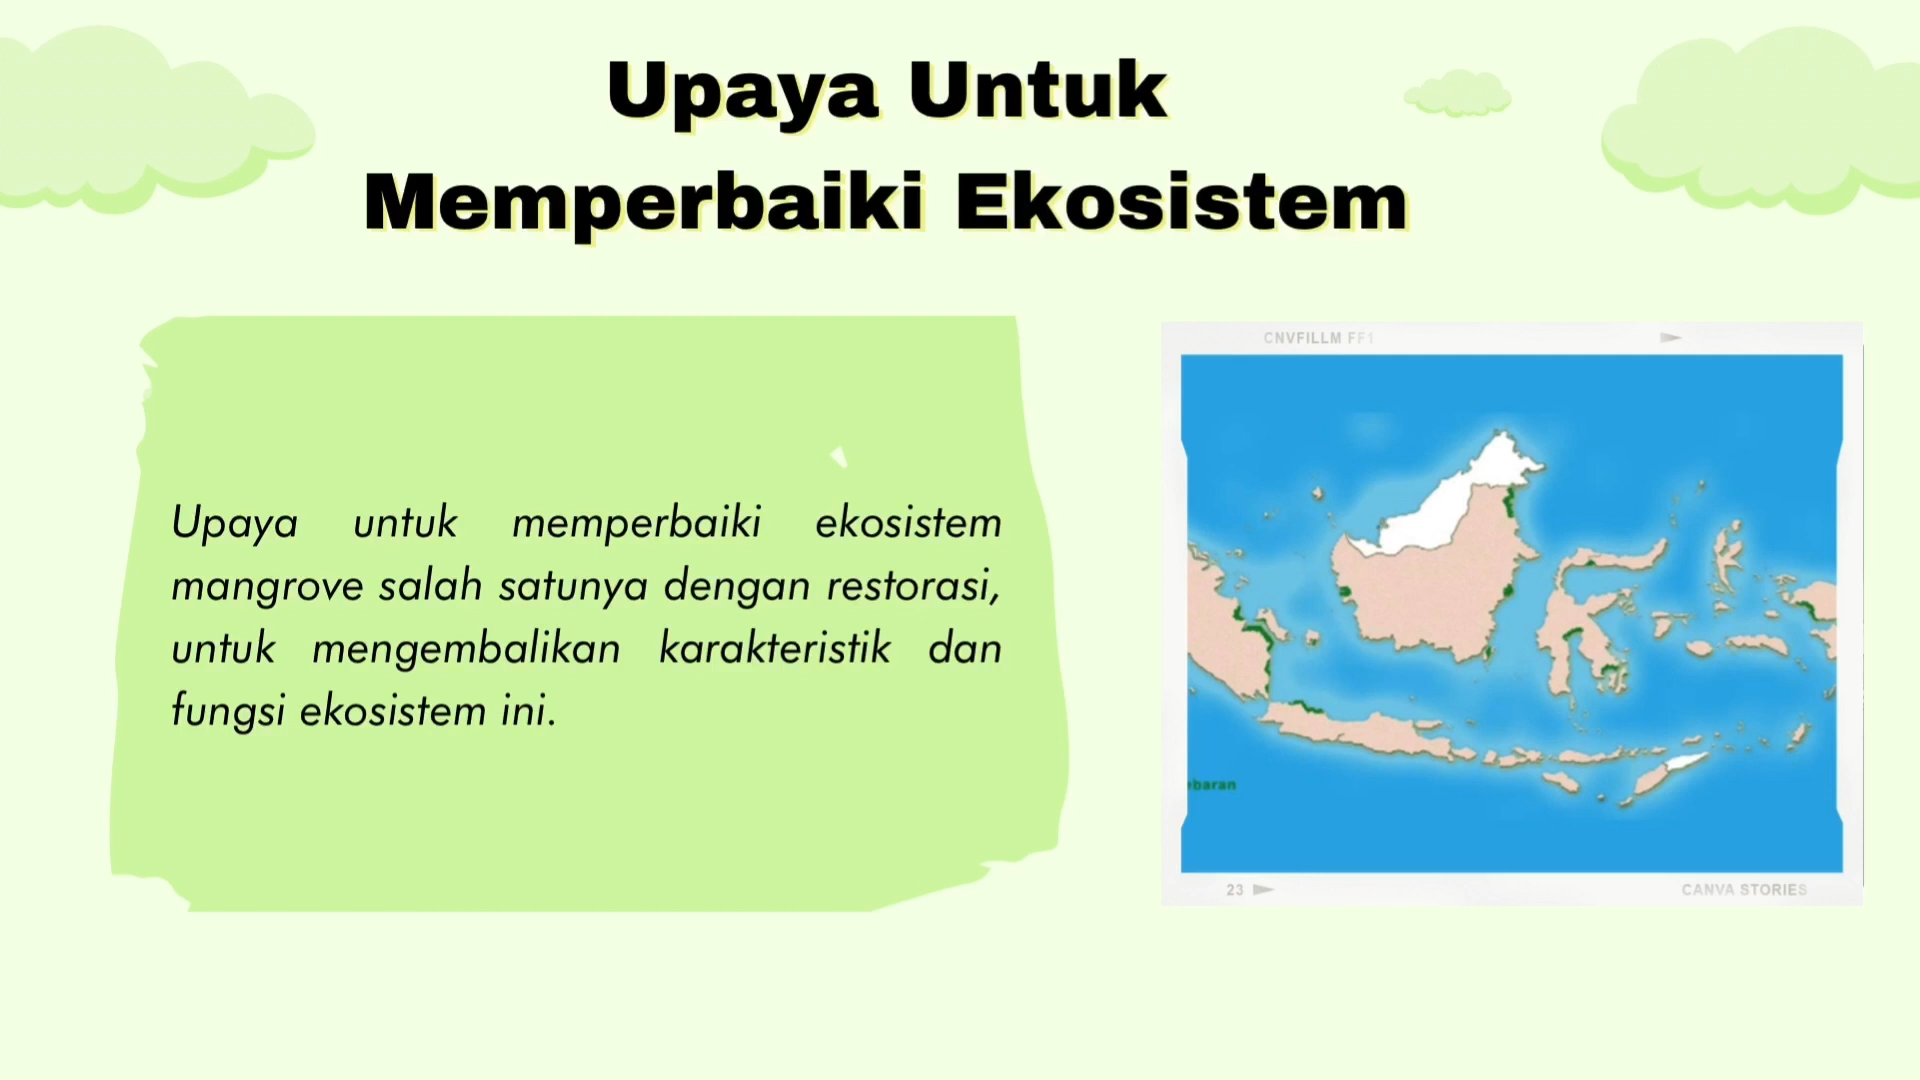 Upaya Untuk
Memperbaiki Ekosistem
Upaya untuk memperbaiki ekosistem
mangrove salah satunya dengan restorasi,
untuk mengembalikan karakteristik dan
fungsi ekosistem ini.
CNVFILLM FF1
ebaran
23
CANVA STORIES